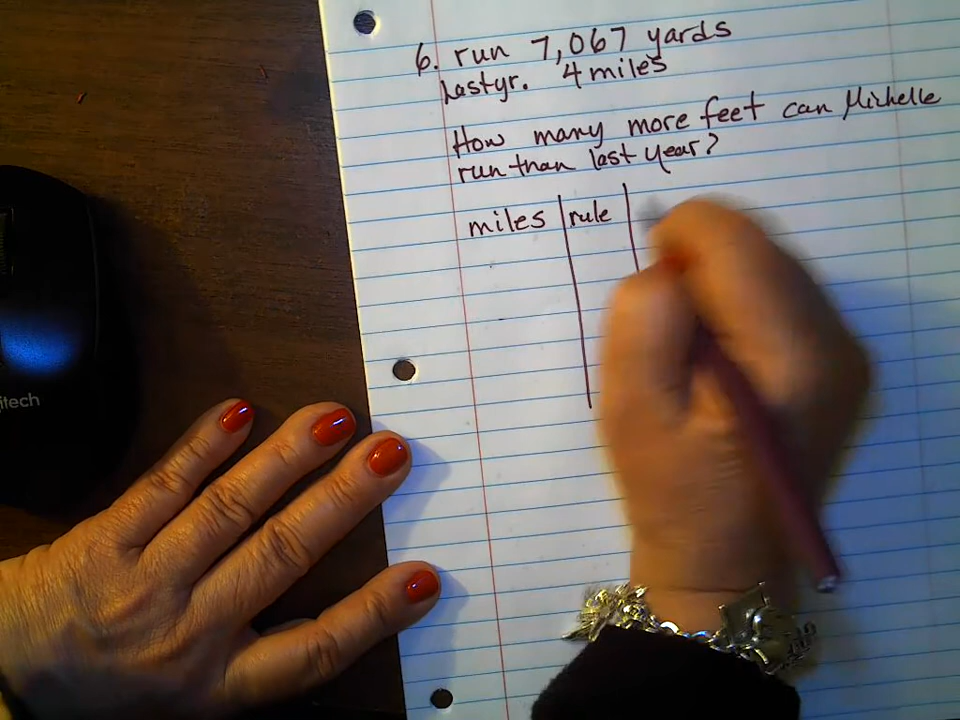 6. run 7,067 yards
Lastyr. 4 miles
How many more feet can Michelle
run than last year?
miles rule
itech